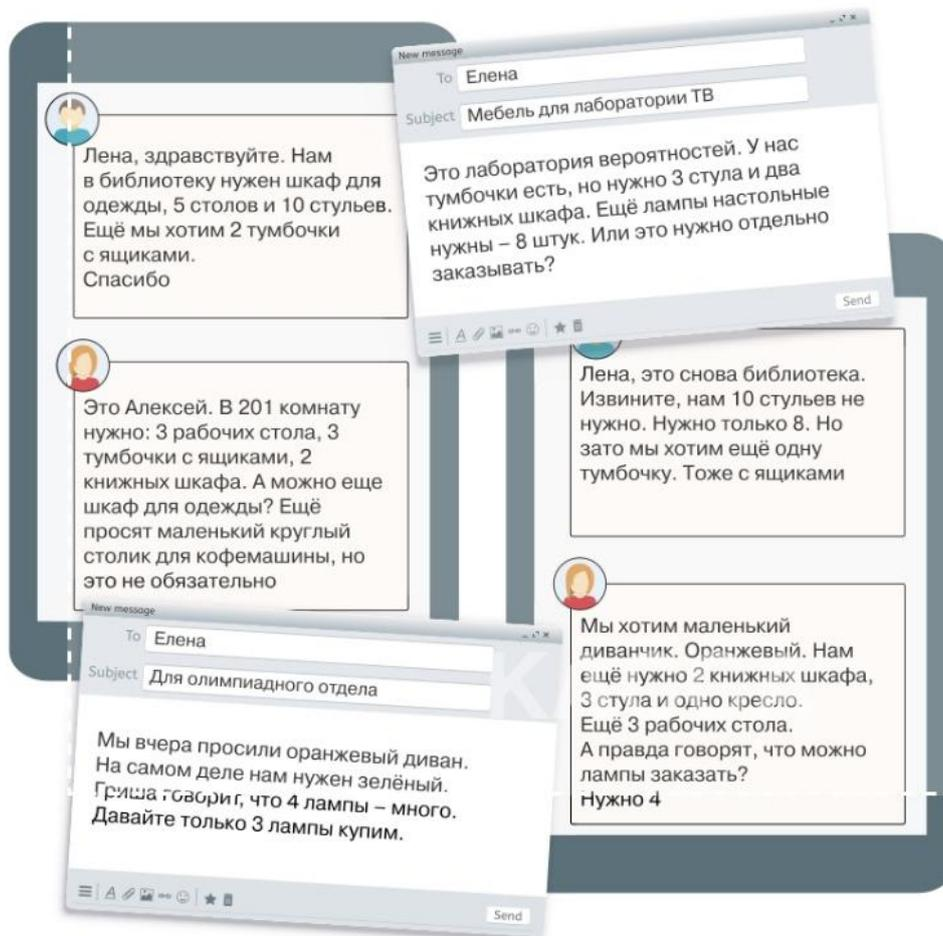 Лена, здравствуйте. Нам
в библиотеку нужен шкаф для
одежды, 5 столов и 10 стульев.
Ещё мы хотим 2 тумбочки
с ящиками.
Спасибо
New message
To Елена
Subject Мебель для лаборатории ТВ
Это лаборатория вероятностей. У нас
тумбочки есть, но нужно 3 стула и два
книжных шкафа. Ещё лампы настольные
нужны – 8 штук. Или это нужно отдельно
заказывать?
Send
Это Алексей. В 201 комнату
нужно: 3 рабочих стола, 3
тумбочки с ящиками, 2
книжных шкафа. А можно еще
шкаф для одежды? Ещё
просят маленький круглый
столик для кофемашины, но
это не обязательно
Лена, это снова библиотека.
Извините, нам 10 стульев не
нужно. Нужно только 8. Но
зато мы хотим ещё одну
тумбочку. Тоже с ящиками
New message
To Елена
Subject Для олимпиадного отдела
Мы вчера просили оранжевый диван.
На самом деле нам нужен зелёный.
Гриша говорит, что 4 лампы – много.
Давайте только 3 лампы купим.
Send
Мы хотим маленький
диванчик. Оранжевый. Нам
ещё нужно 2 книжных шкафа,
3 стула и одно кресло.
Ещё 3 рабочих стола.
А правда говорят, что можно
лампы заказать?
Нужно 4